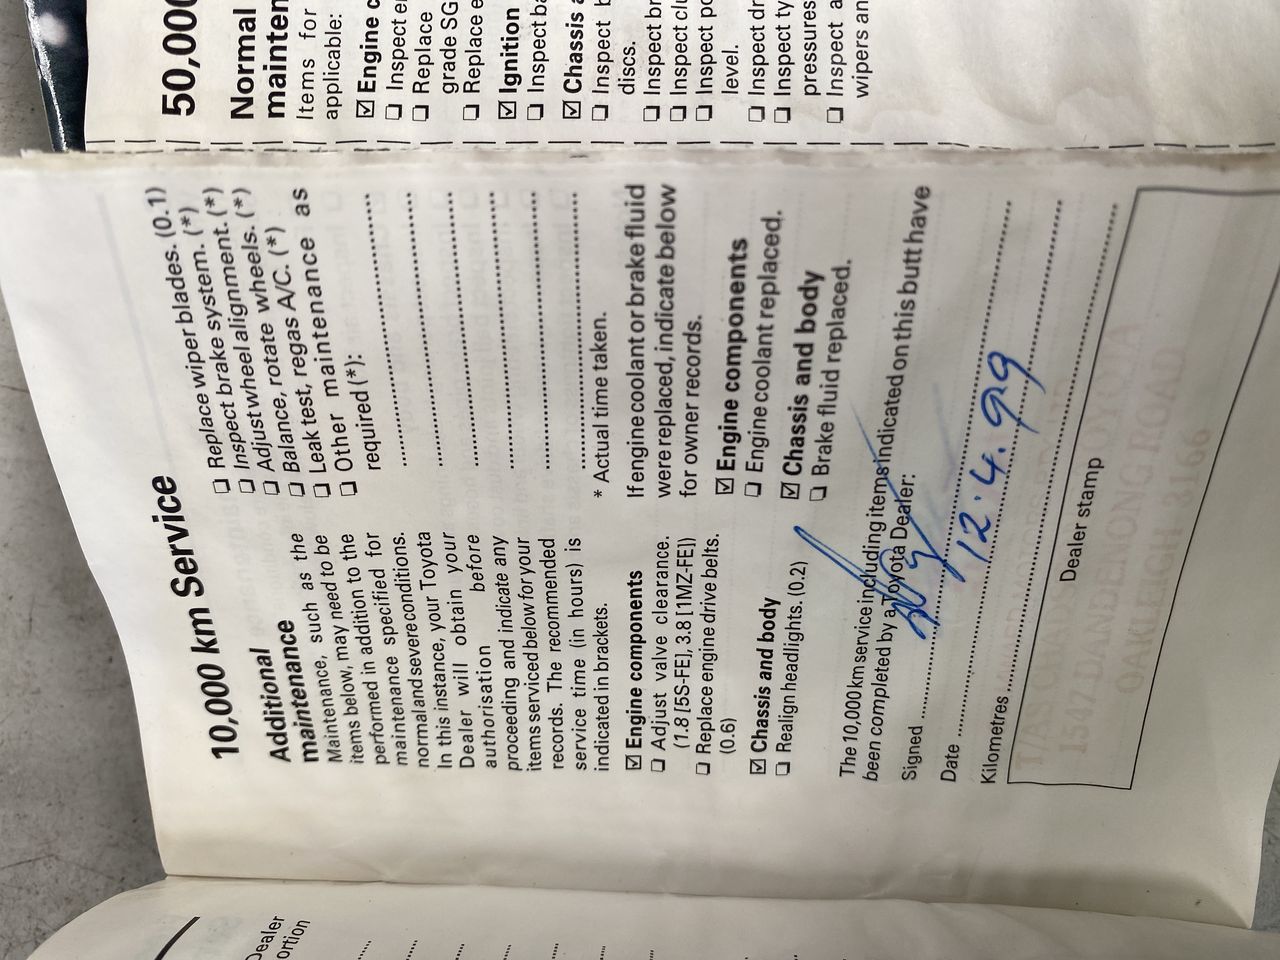 10,000 km Service
Additional
maintenance
Maintenance, such as the
items below, may need to be
performed in addition to the
maintenance specified for
normal and severe conditions.
In this instance, your Toyota
Dealer will obtain your
authorisation before
proceeding and indicate any
items serviced below for your
records. The recommended
service time (in hours) is
indicated in brackets.
☑ Engine components
❏ Adjust valve clearance.
(1.8 [5S-FE], 3.8 [1MZ-FE])
❏ Replace engine drive belts.
(0.6)
☑ Chassis and body
❏ Realign headlights. (0.2)
❏ Replace wiper blades. (0.1)
❏ Inspect brake system. (*)
❏ Adjust wheel alignment. (*)
❏ Balance, rotate wheels. (*)
❏ Leak test, regas A/C. (*)
❏ Other maintenance as
required (*):
* Actual time taken.
If engine coolant or brake fluid
were replaced, indicate below
for owner records.
☑ Engine components
❏ Engine coolant replaced.
☑ Chassis and body
❏ Brake fluid replaced.
The 10,000 km service including items indicated on this butt have
been completed by a Toyota Dealer:
Signed
Date 12.4.99
Kilometres
Dealer stamp
DANDENONG ROAD
OAKLEIGH 3166
50,000
Normal
mainten
Items for
applicable:
☑ Engine c
❏ Inspect e
❏ Replace
grade SG
❏ Replace e
☑ Ignition
❏ Inspect ba
☑ Chassis a
❏ Inspect b
discs.
❏ Inspect br
❏ Inspect clu
❏ Inspect po
level.
❏ Inspect dr
❏ Inspect ty
pressures
❏ Inspect a
wipers an
Dealer
ortion